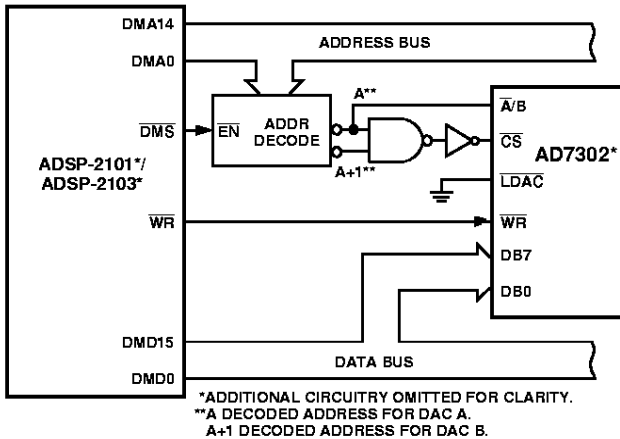 DMA14
ADDRESS BUS
DMA0
A**
A/B
DMS
EN
ADDR
DECODE
CS
ADSP-2101*/
ADSP-2103*
AD7302*
A+1**
LDAC
WR
WR
DB7
DB0
DMD15
DATA BUS
DMD0
*ADDITIONAL CIRCUITRY OMITTED FOR CLARITY.
**A DECODED ADDRESS FOR DAC A.
A+1 DECODED ADDRESS FOR DAC B.